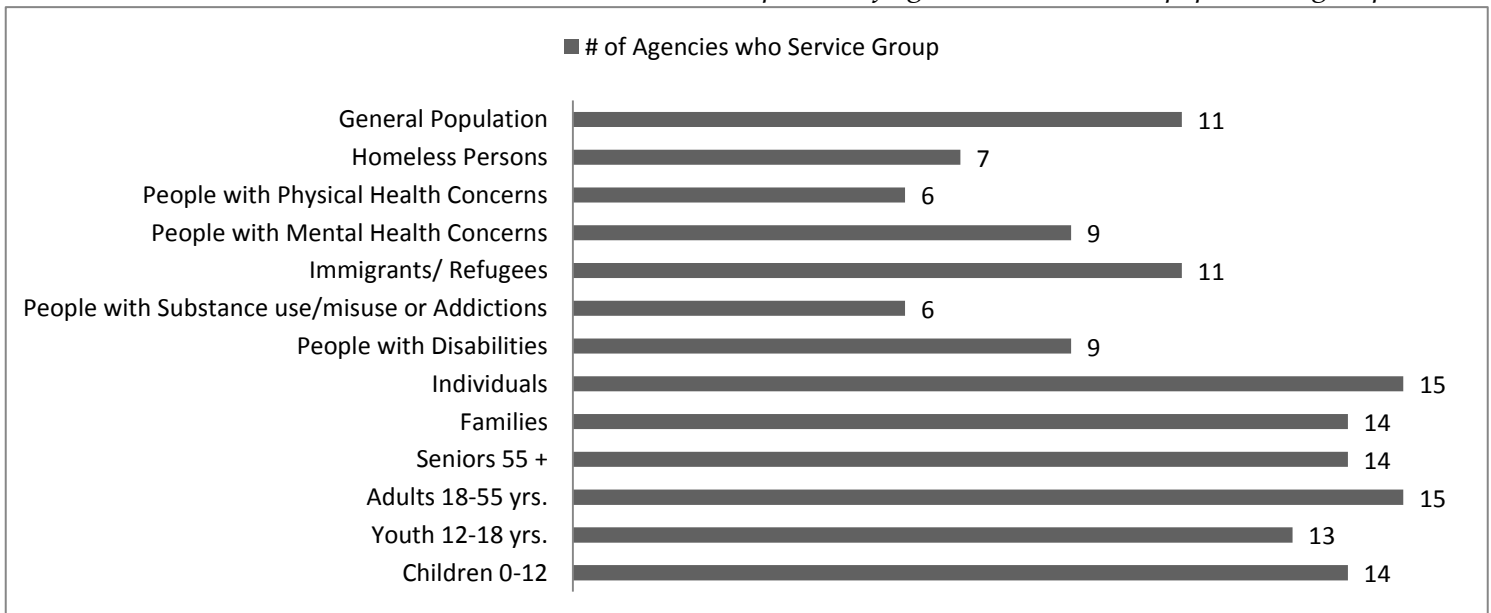 # of Agencies who Service Group
General Population 11
Homeless Persons 7
People with Physical Health Concerns 6
People with Mental Health Concerns 9
Immigrants/ Refugees 11
People with Substance use/misuse or Addictions 6
People with Disabilities 9
Individuals 15
Families 14
Seniors 55 + 14
Adults 18-55 yrs. 15
Youth 12-18 yrs. 13
Children 0-12 14